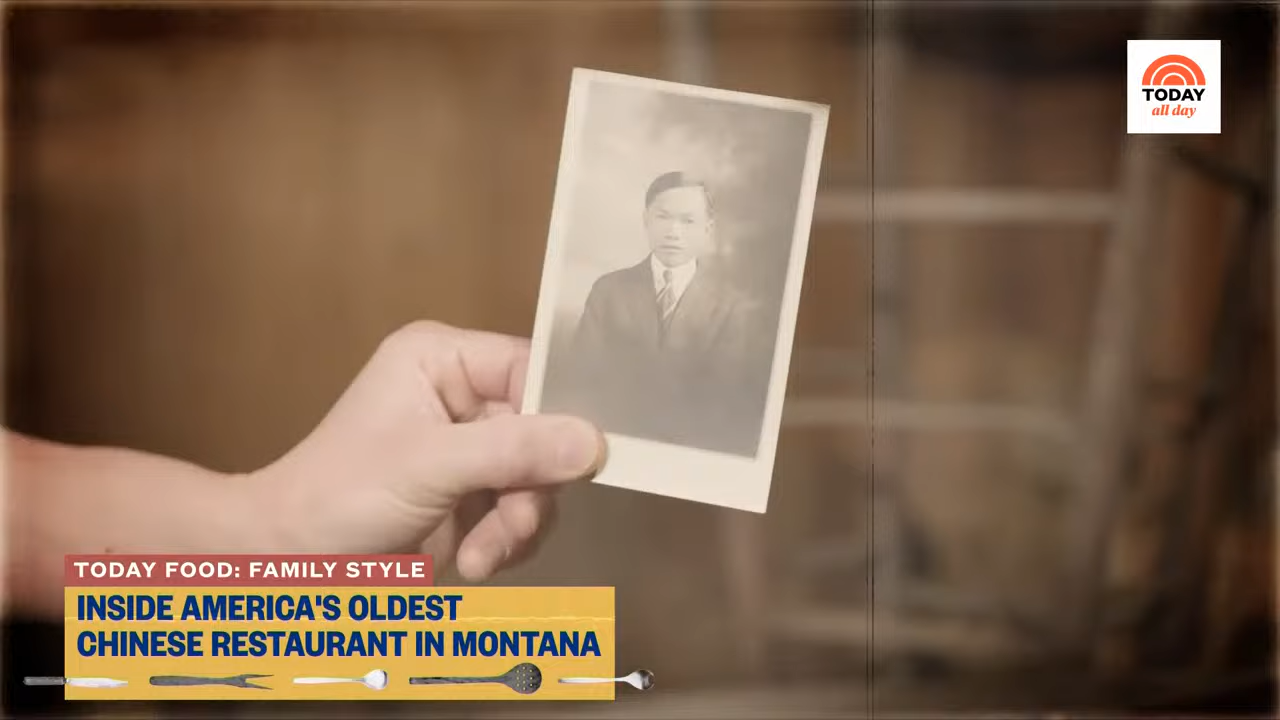 TODAY
all day
TODAY FOOD: FAMILY STYLE
INSIDE AMERICA'S OLDEST
CHINESE RESTAURANT IN MONTANA